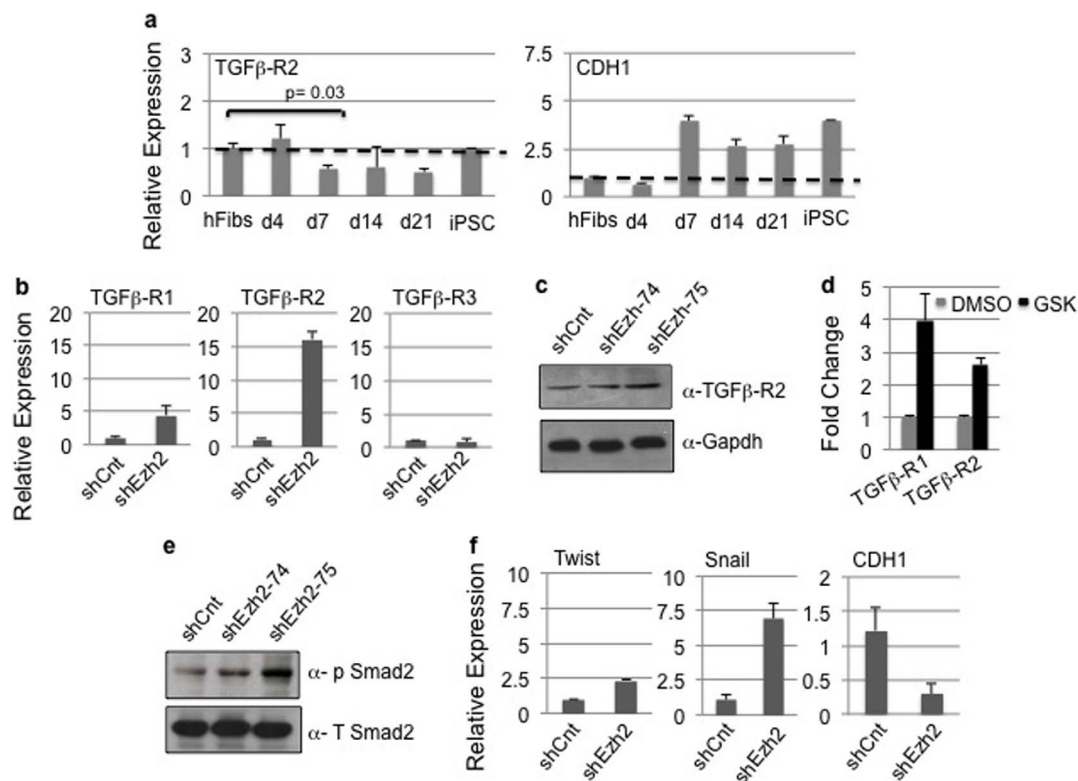 a
TGFβ-R2
p= 0.03
Relative Expression
3
2
1
0
hFibs d4 d7 d14 d21 iPSC
CDH1
7.5
5
2.5
0
hFibs d4 d7 d14 d21 iPSC
b
Relative Expression
TGFβ-R1
20
15
10
5
0
shCnt
shEzh2
TGFβ-R2
20
15
10
5
0
shCnt
shEzh2
TGFβ-R3
20
15
10
5
0
shCnt
shEzh2
c
shCnt
shEzh-74
shEzh-75
α-TGFβ-R2
α-Gapdh
d
Fold Change
5
4
3
2
1
0
DMSO GSK
TGFβ-R1
TGFβ-R2
e
shCnt
shEzh2-74
shEzh2-75
α- p Smad2
α- T Smad2
f
Relative Expression
Twist
10
7.5
5
2.5
0
shCnt
shEzh2
Snail
10
7.5
5
2.5
0
shCnt
shEzh2
CDH1
2
1.5
1
0.5
0
shCnt
shEzh2